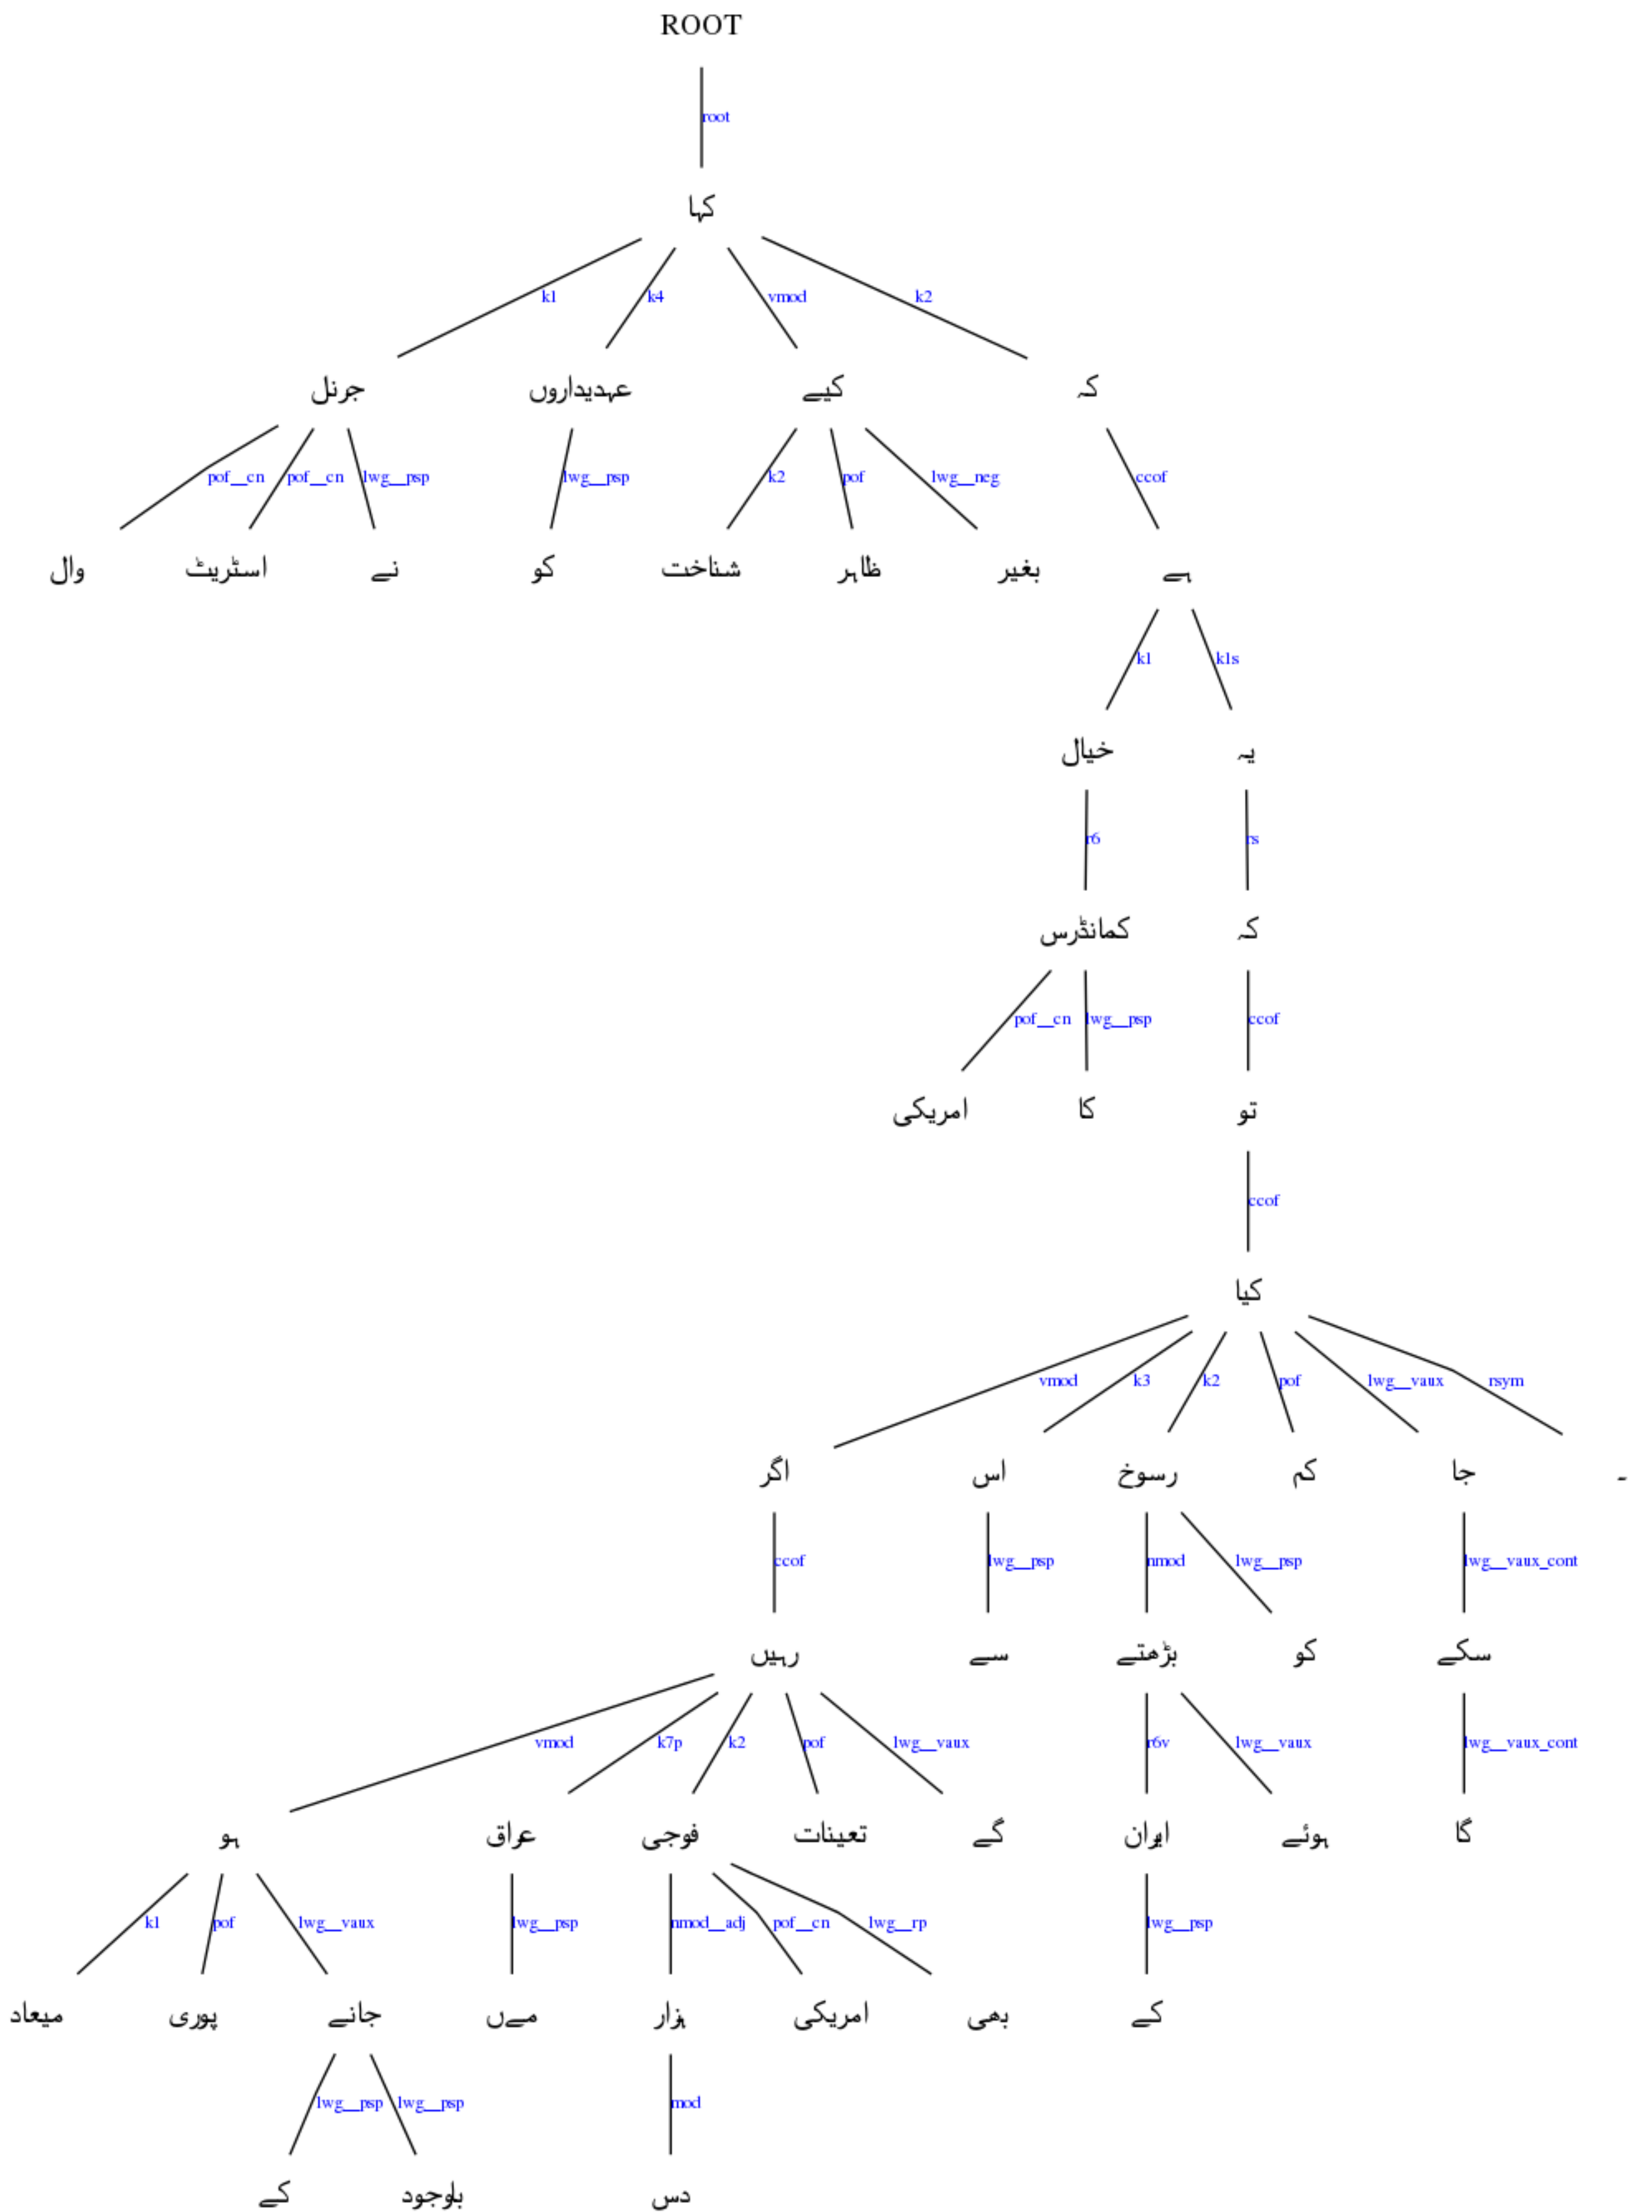 ROOT
root
کہا
k1 k4 vmod k2
جرنل عہدیداروں کیے کہ
pof__cn pof__cn lwg__psp lwg__psp k2 pof lwg__neg ccof
وال اسٹریٹ نے کو شناخت ظاہر بغیر ہے
k1 k1s
خیال یہ
r6 rs
کمانڈرس کہ
pof__cn lwg__psp ccof
امریکی کا تو
ccof
کیا
vmod k3 k2 pof lwg__vaux rsym
اگر اس رسوخ کم جا ۔
ccof lwg__psp nmod lwg__psp lwg__vaux_cont
رہیں سے بڑھتے کو سکے
vmod k7p k2 pof lwg__vaux r6v lwg__vaux lwg__vaux_cont
ہو عراق فوجی تعینات گے ایران ہوئے گا
k1 pof lwg__vaux lwg__psp nmod__adj pof__cn lwg__rp lwg__psp
میعاد پوری جانے مےں ہزار امریکی بھی کے
lwg__psp lwg__psp mod
کے باوجود دس